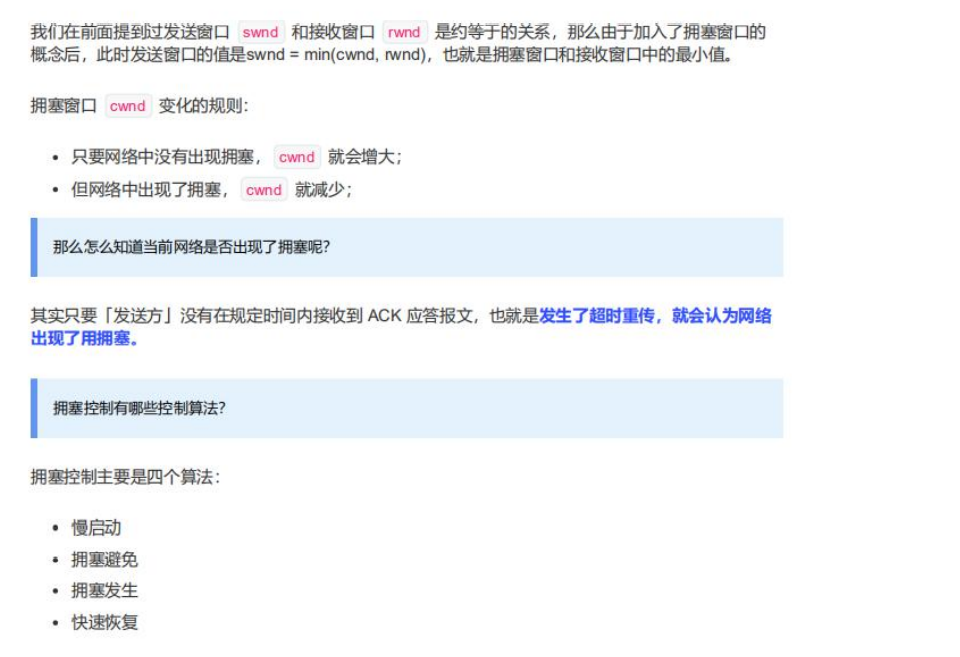 我们在前面提到过发送窗口 swnd 和接收窗口 rwnd 是约等于的关系，那么由于加入了拥塞窗口的
概念后，此时发送窗口的值是swnd = min(cwnd, rwnd)，也就是拥塞窗口和接收窗口中的最小值。
拥塞窗口 cwnd 变化的规则：
• 只要网络中没有出现拥塞， cwnd 就会增大；
• 但网络中出现了拥塞， cwnd 就减少；
那么怎么知道当前网络是否出现了拥塞呢？
其实只要「发送方」没有在规定时间内接收到 ACK 应答报文，也就是发生了超时重传，就会认为网络
出现了用拥塞。
拥塞控制有哪些控制算法？
拥塞控制主要是四个算法：
• 慢启动
• 拥塞避免
• 拥塞发生
• 快速恢复